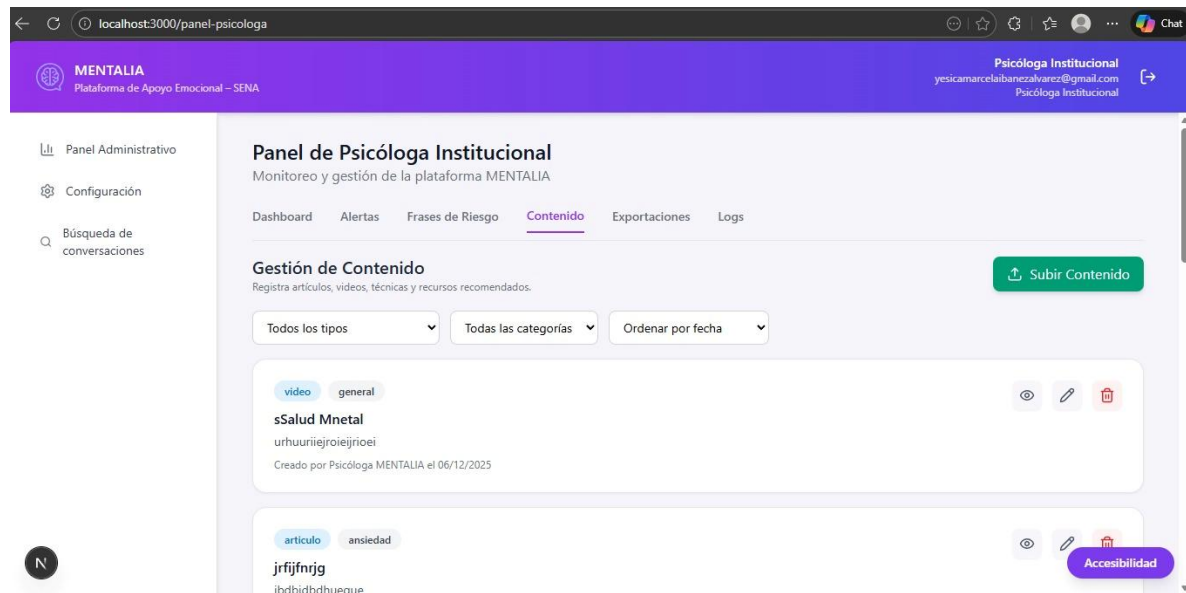 localhost:3000/panel-psicologa
Chat
MENTALIA
Plataforma de Apoyo Emocional – SENA
Psicóloga Institucional
yesicamarcelaibanezalvarez@gmail.com
Psicóloga Institucional
Panel Administrativo
Configuración
Búsqueda de
conversaciones
Panel de Psicóloga Institucional
Monitoreo y gestión de la plataforma MENTALIA
Dashboard Alertas Frases de Riesgo Contenido Exportaciones Logs
Gestión de Contenido
Registra artículos, videos, técnicas y recursos recomendados.
Subir Contenido
Todos los tipos Todas las categorías Ordenar por fecha
video general
sSalud Mnetal
urhuuriiejroieijrioei
Creado por Psicóloga MENTALIA el 06/12/2025
articulo ansiedad
jrfijfnrjg
N
Accesibilidad